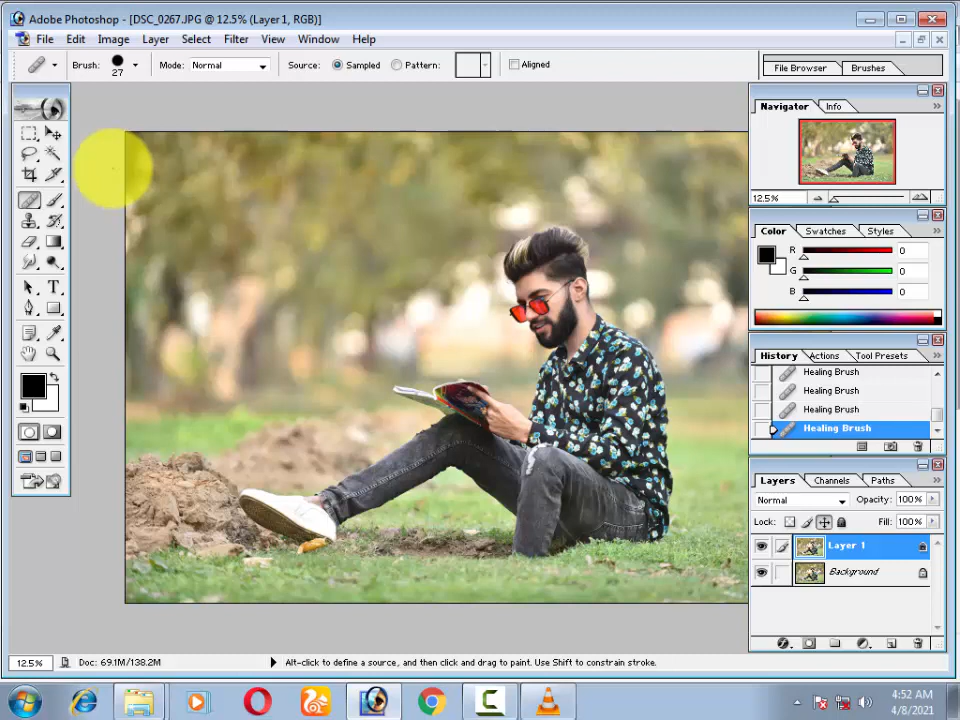 Adobe Photoshop - [DSC_0267.JPG @ 12.5% (Layer 1, RGB)]
File Edit Image Layer Select Filter View Window Help
Brush: 27 Mode: Normal Source: Sampled Pattern: Aligned File Browser Brushes
Navigator Info
12.5%
Color Swatches Styles
R 0
G 0
B 0
History Actions Tool Presets
Healing Brush
Healing Brush
Healing Brush
Healing Brush
Layers Channels Paths
Normal Opacity: 100%
Lock: Fill: 100%
Layer 1
Background
12.5% Doc: 69.1M/138.2M Alt-click to define a source, and then click and drag to paint. Use Shift to constrain stroke.
4:52 AM
4/8/2021